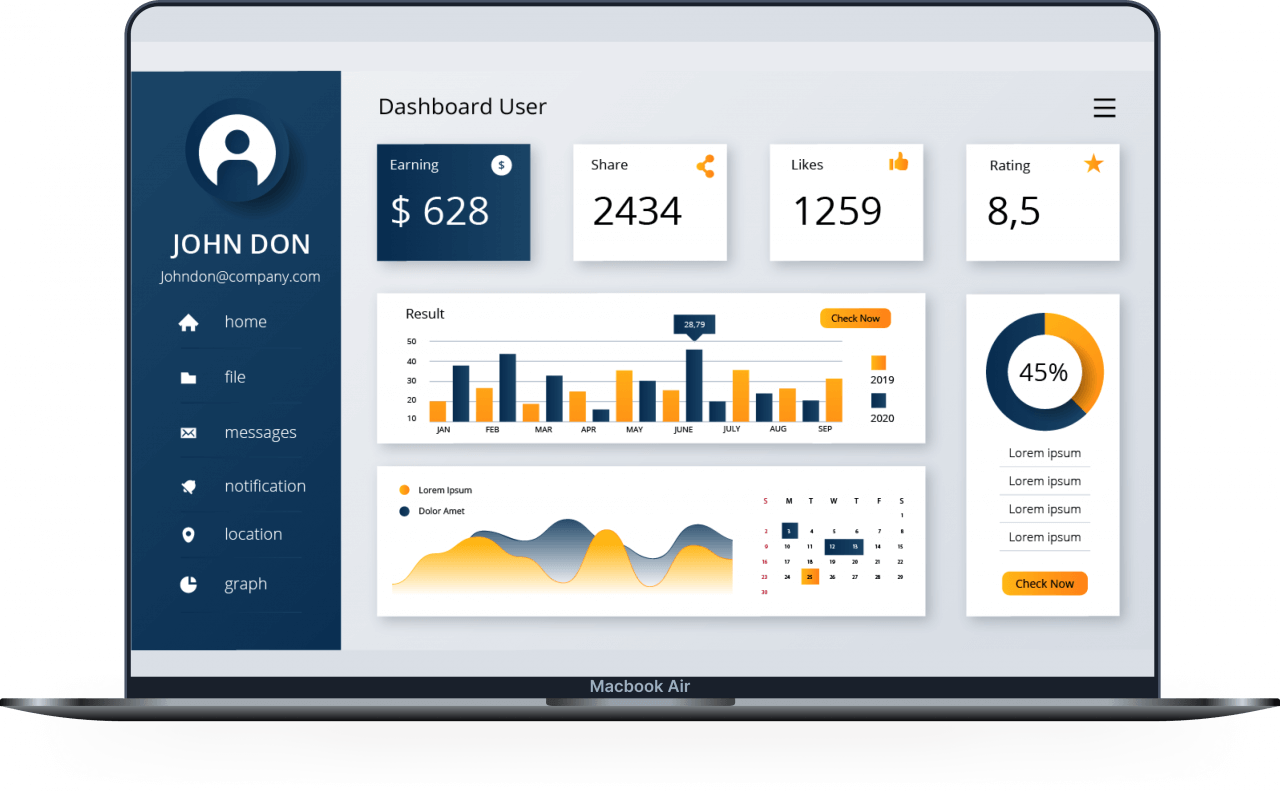 Dashboard User
JOHN DON
Johndon@company.com
home
file
messages
notification
location
graph
Earning
$
$ 628
Share
2434
Likes
1259
Rating
8,5
Result
28,79
Check Now
50
40
30
20
10
JAN FEB MAR APR MAY JUNE JULY AUG SEP
2019
2020
45%
Lorem ipsum
Lorem ipsum
Lorem ipsum
Lorem ipsum
Check Now
Lorem Ipsum
Dolor Amet
S M T W T F S
1
2 3 4 5 6 7 8
9 10 11 12 13 14 15
16 17 18 19 20 21 22
23 24 25 26 27 28 29
30
Macbook Air